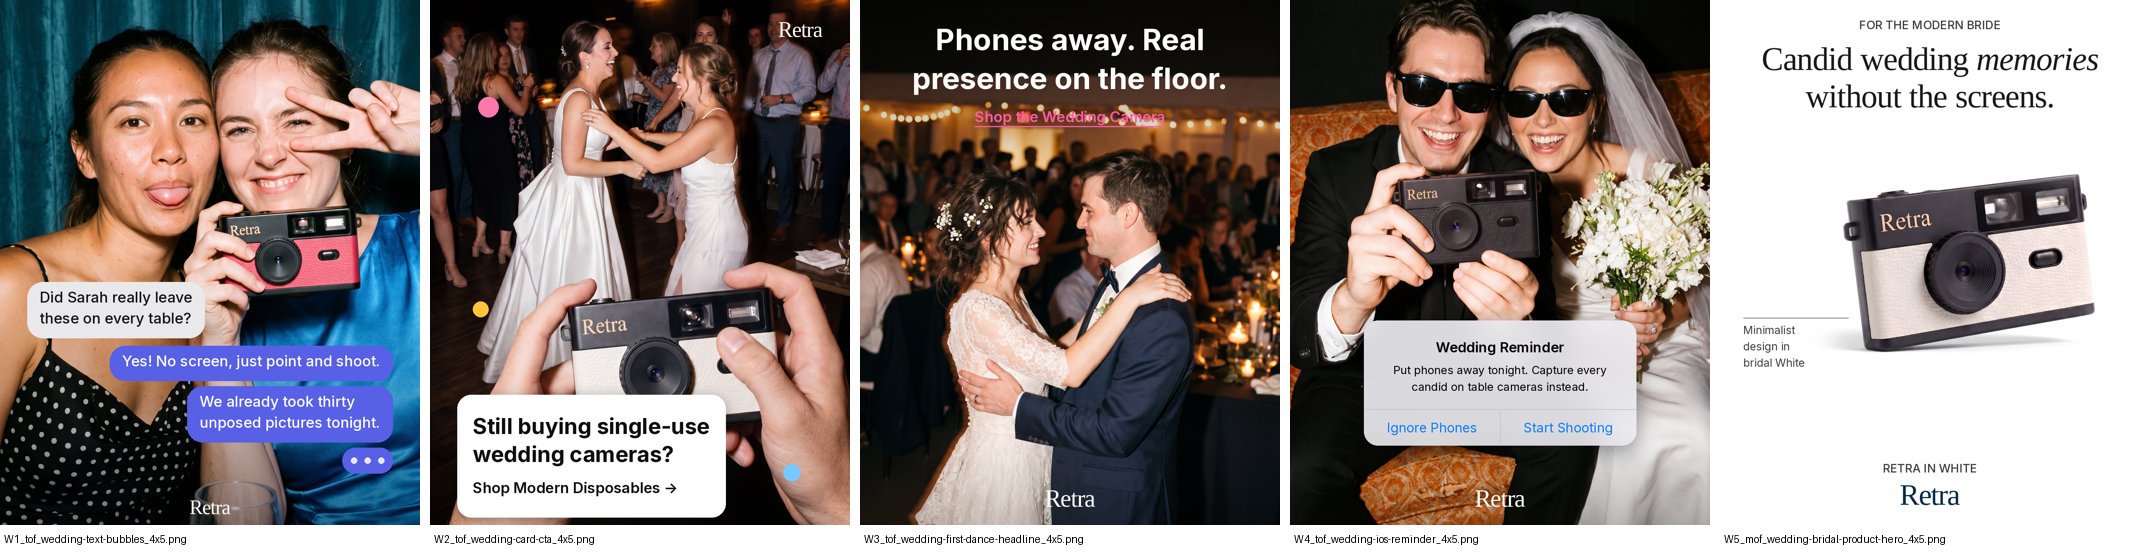 Retra
Did Sarah really leave
these on every table?
Yes! No screen, just point and shoot.
We already took thirty
unposed pictures tonight.
Retra
W1_tof_wedding-text-bubbles_4x5.png
Retra
Retra
Still buying single-use
wedding cameras?
Shop Modern Disposables →
W2_tof_wedding-card-cta_4x5.png
Phones away. Real
presence on the floor.
Shop the Wedding Camera
Retra
W3_tof_wedding-first-dance-headline_4x5.png
Retra
Wedding Reminder
Put phones away tonight. Capture every
candid on table cameras instead.
Ignore Phones
Start Shooting
Retra
W4_tof_wedding-ios-reminder_4x5.png
FOR THE MODERN BRIDE
Candid wedding memories
without the screens.
Retra
Minimalist
design in
bridal White
RETRA IN WHITE
Retra
W5_mof_wedding-bridal-product-hero_4x5.png